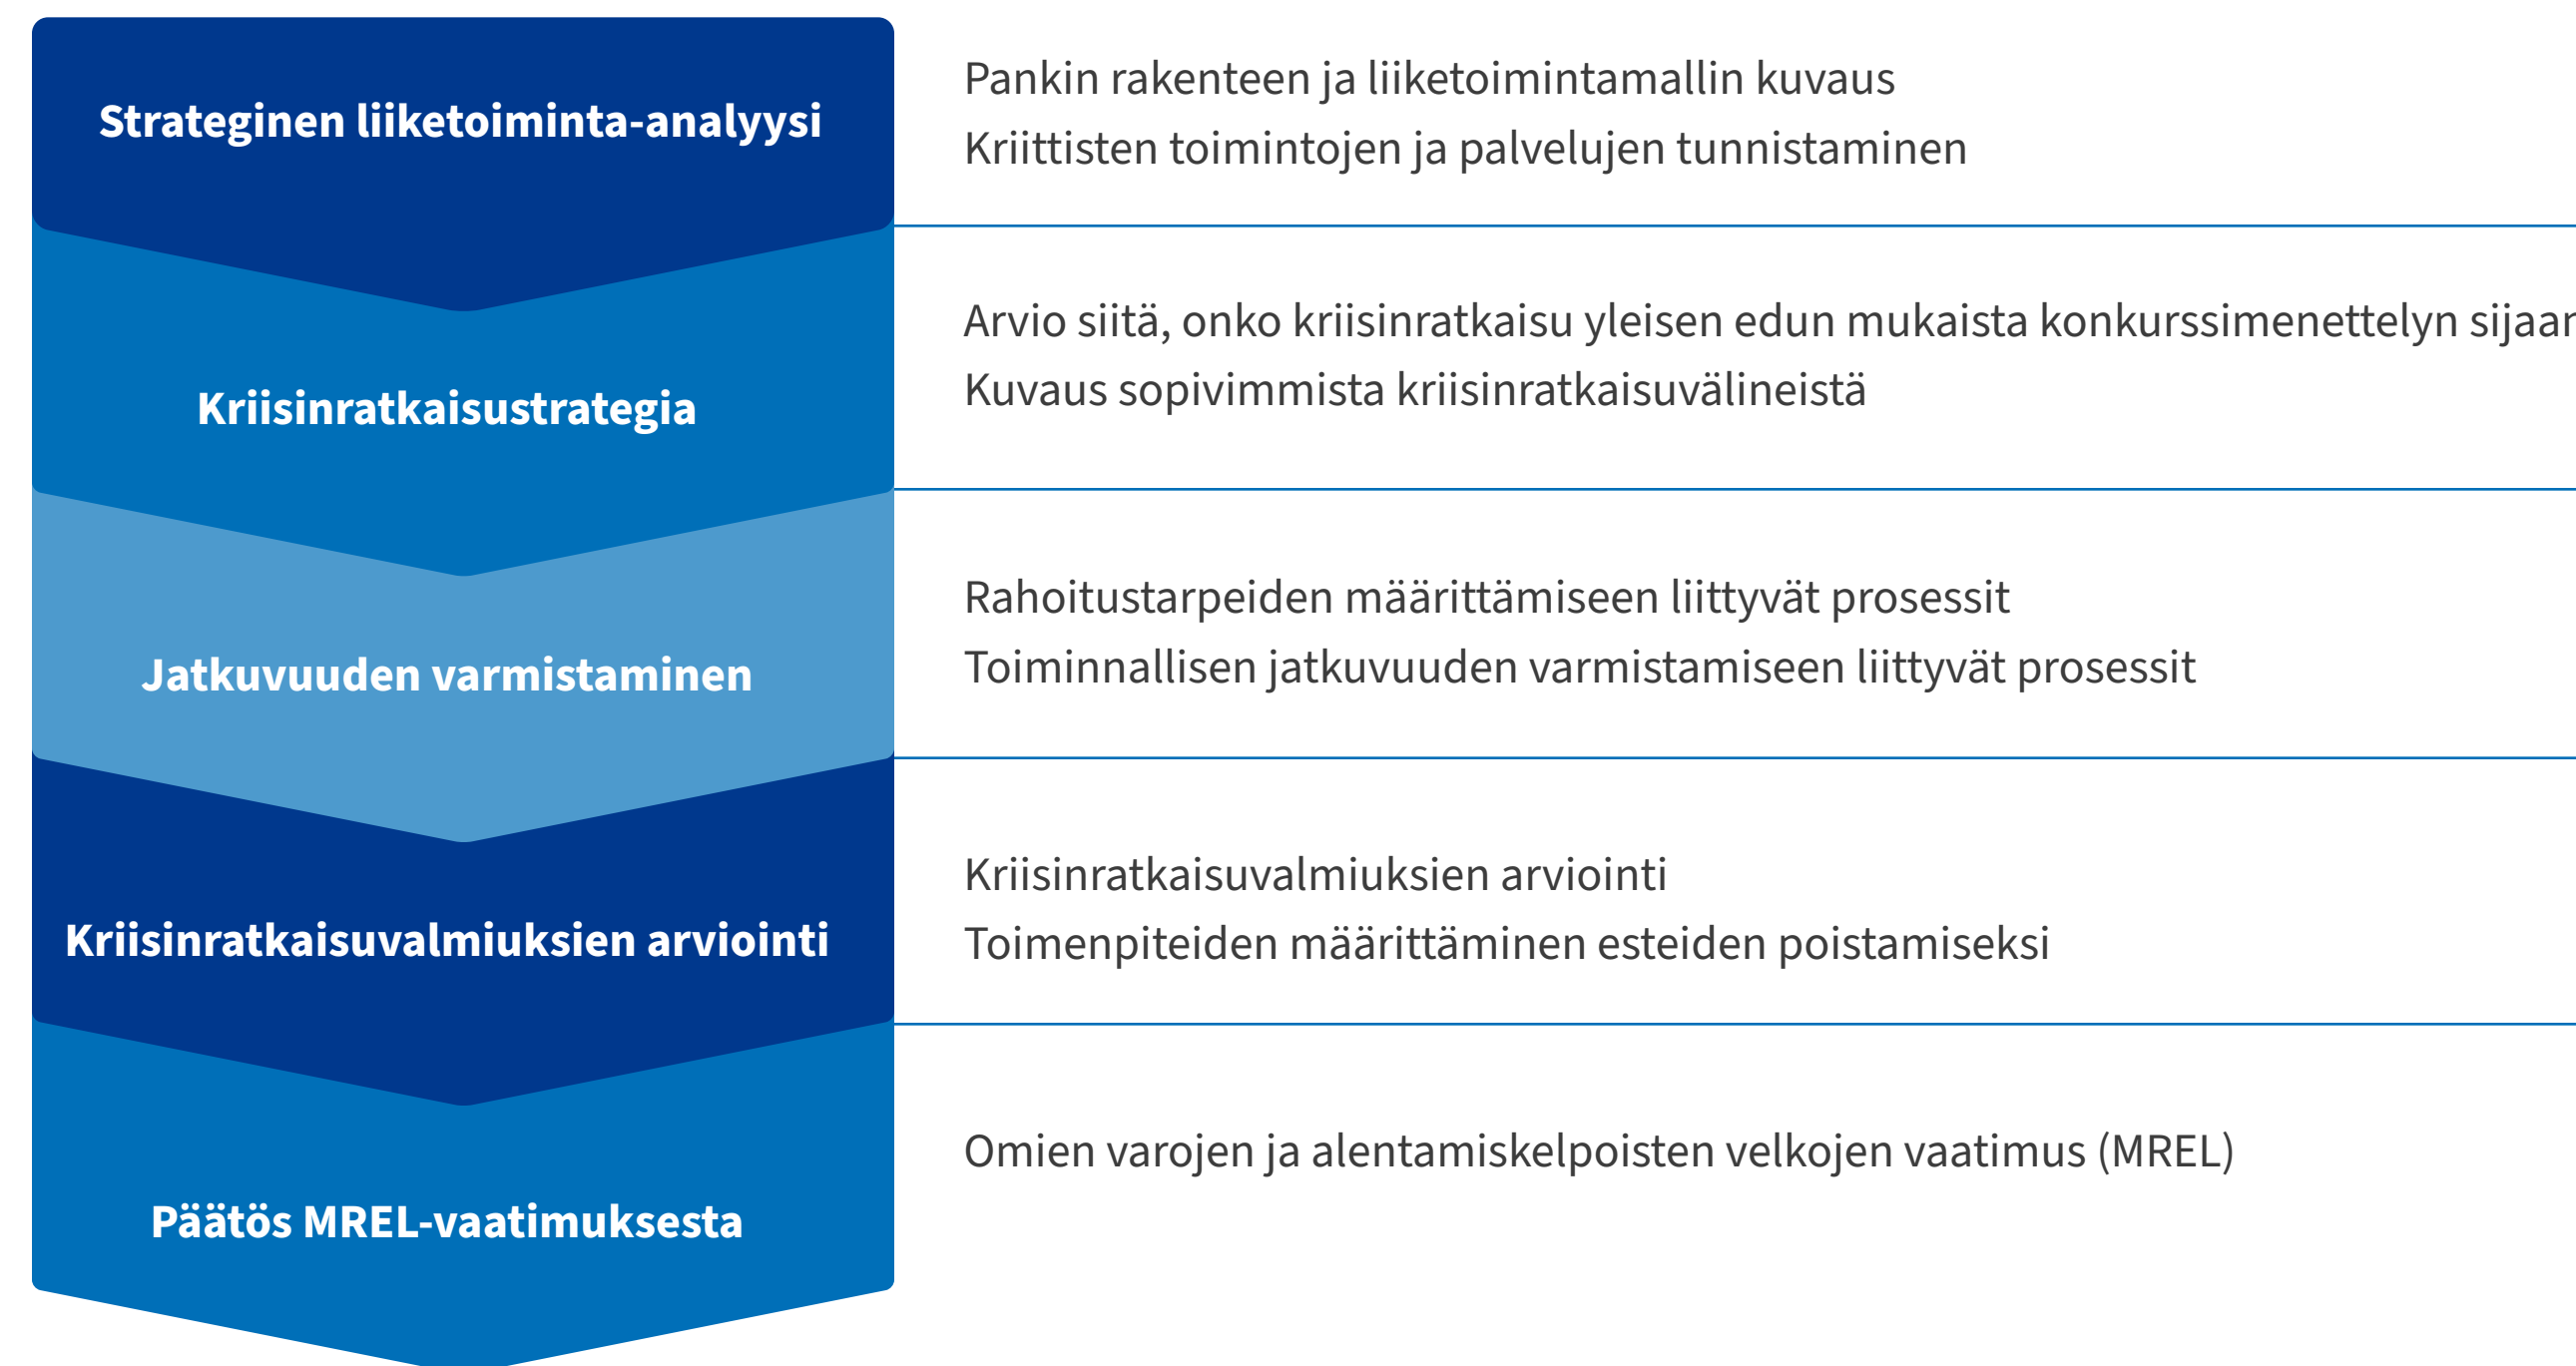 Strateginen liiketoiminta-analyysi
Pankin rakenteen ja liiketoimintamallin kuvaus
Kriittisten toimintojen ja palvelujen tunnistaminen
Kriisinratkaisustrategia
Arvio siitä, onko kriisinratkaisu yleisen edun mukaista konkurssimenettelyn sijaan
Kuvaus sopivimmista kriisinratkaisuvälineistä
Jatkuvuuden varmistaminen
Rahoitustarpeiden määrittämiseen liittyvät prosessit
Toiminnallisen jatkuvuuden varmistamiseen liittyvät prosessit
Kriisinratkaisuvalmiuksien arviointi
Kriisinratkaisuvalmiuksien arviointi
Toimenpiteiden määrittäminen esteiden poistamiseksi
Päätös MREL-vaatimuksesta
Omien varojen ja alentamiskelpoisten velkojen vaatimus (MREL)